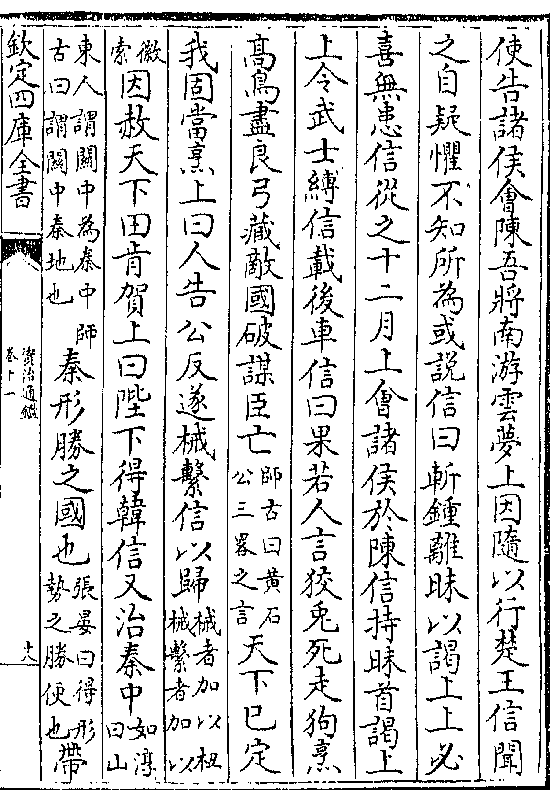 使告諸侯會陳吾將南游雲夢上因隨以行楚王信聞
之自疑懼不知所為或説信曰斬鍾離昧以謁上上必
喜無患信從之十二月上會諸侯於陳信持昧首謁上
上令武士縛信載後車信曰果若人言狡兎死走狗烹
髙鳥盡良弓藏敵國破謀臣亡師古曰黄石公三畧之言天下已定
我固當烹上曰人告公反遂械繫信以歸械者加以杻械繫者加以
徽索因赦天下田肯賀上曰陛下得韓信又治秦中如淳曰山
東人謂關中為秦中師古曰謂關中秦地也秦形勝之國也張晏曰得形勢之勝便也帶
欽定四庫全書
資治通鑑
卷十一
十八